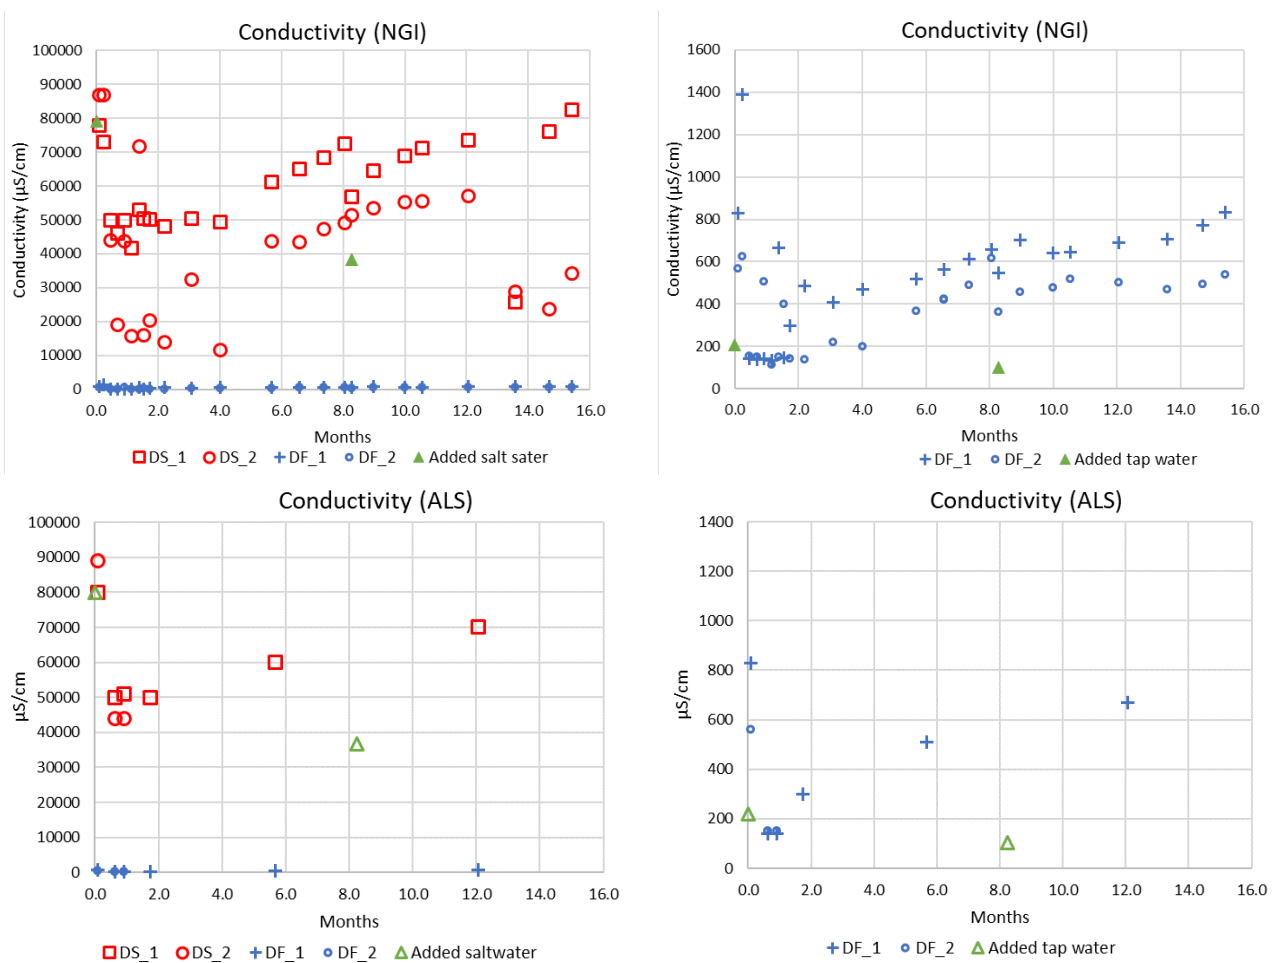 Conductivity (NGI)
100000
90000
80000
70000
60000
50000
40000
30000
20000
10000
0
Conductivity (µS/cm)
0.0 2.0 4.0 6.0 8.0 10.0 12.0 14.0 16.0
Months
DS_1 DS_2 DF_1 DF_2 Added salt sater
Conductivity (NGI)
1600
1400
1200
1000
800
600
400
200
0
Conductivity (µS/cm)
0.0 2.0 4.0 6.0 8.0 10.0 12.0 14.0 16.0
Months
DF_1 DF_2 Added tap water
Conductivity (ALS)
100000
90000
80000
70000
60000
50000
40000
30000
20000
10000
0
µS/cm
0.0 2.0 4.0 6.0 8.0 10.0 12.0 14.0 16.0
Months
DS_1 DS_2 DF_1 DF_2 Added saltwater
Conductivity (ALS)
1400
1200
1000
800
600
400
200
0
µS/cm
0.0 2.0 4.0 6.0 8.0 10.0 12.0 14.0 16.0
Months
DF_1 DF_2 Added tap water